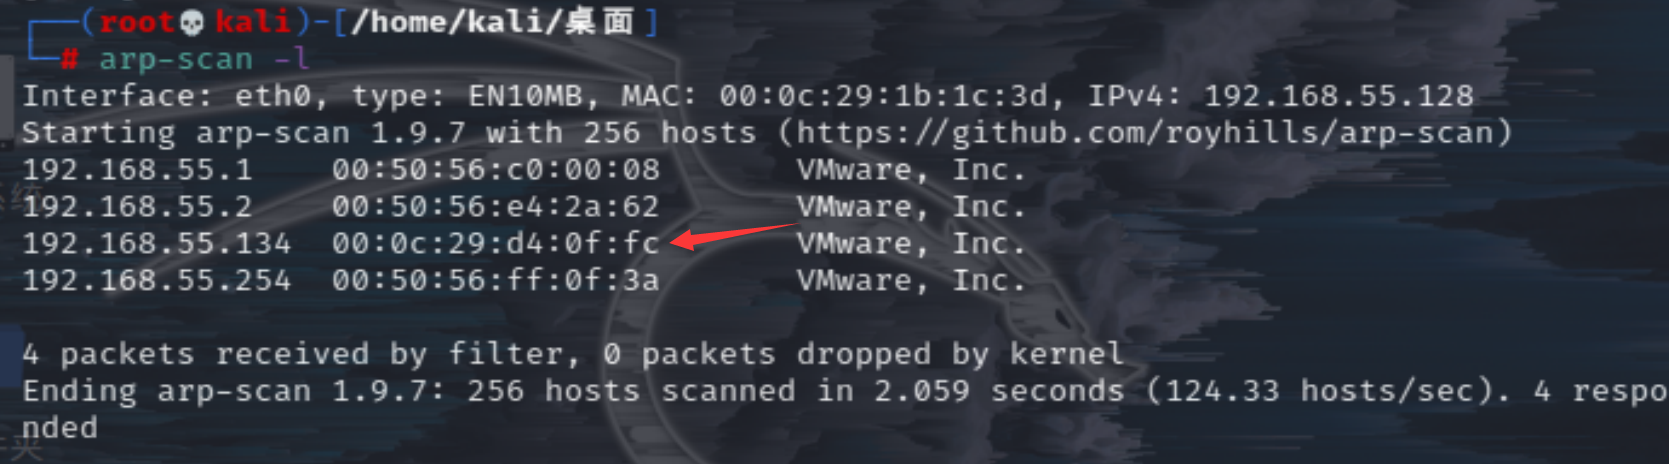 (root💀kali)-[/home/kali/桌面]
# arp-scan -l
Interface: eth0, type: EN10MB, MAC: 00:0c:29:1b:1c:3d, IPv4: 192.168.55.128
Starting arp-scan 1.9.7 with 256 hosts (https://github.com/royhills/arp-scan)
192.168.55.1 00:50:56:c0:00:08 VMware, Inc.
192.168.55.2 00:50:56:e4:2a:62 VMware, Inc.
192.168.55.134 00:0c:29:d4:0f:fc VMware, Inc.
192.168.55.254 00:50:56:ff:0f:3a VMware, Inc.
4 packets received by filter, 0 packets dropped by kernel
Ending arp-scan 1.9.7: 256 hosts scanned in 2.059 seconds (124.33 hosts/sec). 4 respo
nded